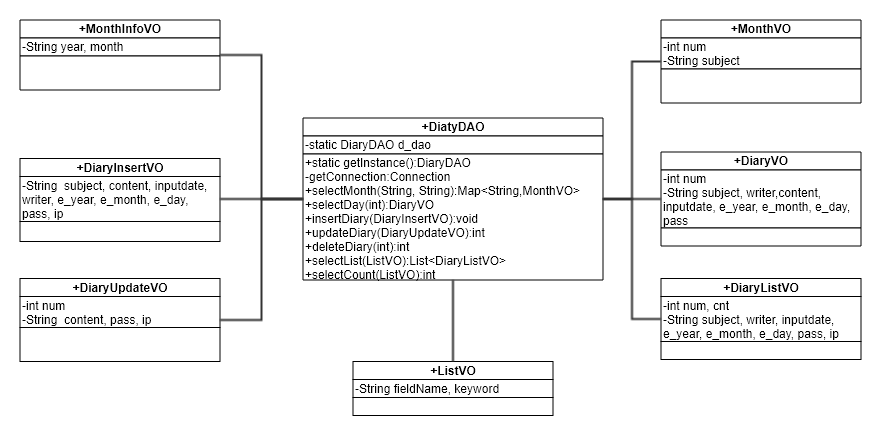 +MonthInfoVO
-String year, month
+DiaryInsertVO
-String  subject, content, inputdate,
writer, e_year, e_month, e_day,
pass, ip
+DiaryUpdateVO
-int num
-String  content, pass, ip
+DiatyDAO
-static DiaryDAO d_dao
+static getInstance():DiaryDAO
-getConnection:Connection
+selectMonth(String, String):Map<String,MonthVO>
+selectDay(int):DiaryVO
+insertDiary(DiaryInsertVO):void
+updateDiary(DiaryUpdateVO):int
+deleteDiary(int):int
+selectList(ListVO):List<DiaryListVO>
+selectCount(ListVO):int
+ListVO
-String fieldName, keyword
+MonthVO
-int num
-String subject
+DiaryVO
-int num
-String subject, writer,content,
inputdate, e_year, e_month, e_day,
pass
+DiaryListVO
-int num, cnt
-String subject, writer, inputdate,
e_year, e_month, e_day, pass, ip